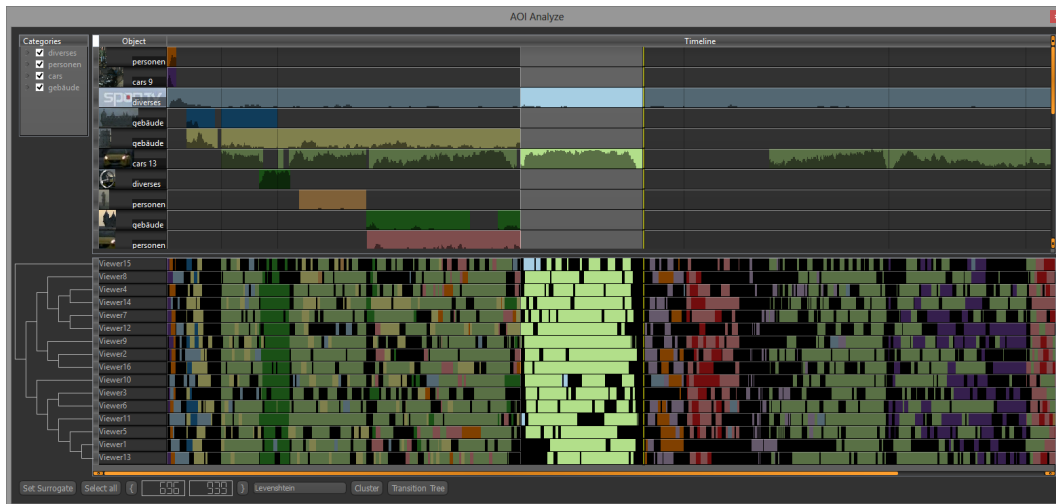 AOI Analyze
Categories
diverses
personen
cars
gebäude
Object Timeline
personen
cars 9
diverses
gebäude
gebäude
cars 13
diverses
personen
gebäude
personen
Viewer15
Viewer8
Viewer4
Viewer14
Viewer7
Viewer12
Viewer9
Viewer2
Viewer16
Viewer10
Viewer3
Viewer6
Viewer11
Viewer5
Viewer1
Viewer13
Set Surrogate Select all { 696 939 } Levenshtein Cluster Transition Tree